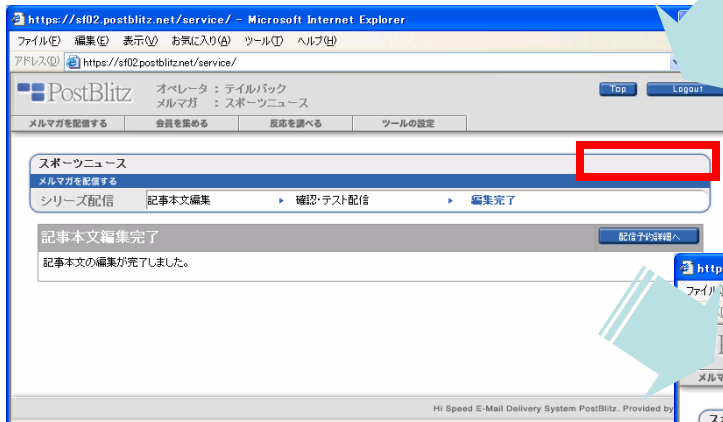 https://sf02.postblitz.net/service/ - Microsoft Internet Explorer
ファイル(F) 編集(E) 表示(V) お気に入り(A) ツール(T) ヘルプ(H)
アドレス(D) https://sf02.postblitz.net/service/
PostBlitz
オペレータ : テイルバック
メルマガ : スポーツニュース
Top Logout
メルマガを配信する 会員を集める 反応を調べる ツールの設定
スポーツニュース
メルマガを配信する
シリーズ配信 記事本文編集 ▶ 確認・テスト配信 ▶ 編集完了
記事本文編集完了 配信予約詳細へ
記事本文の編集が完了しました。
http
ファイル(
メルマ
Hi Speed E-Mail Delivery System PostBlitz. Provided by